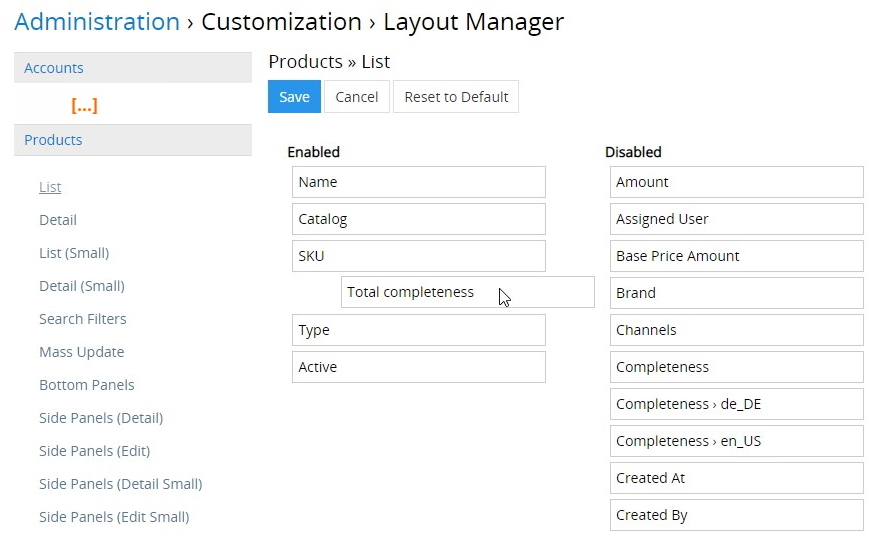 Administration › Customization › Layout Manager
Accounts
[...]
Products
List
Detail
List (Small)
Detail (Small)
Search Filters
Mass Update
Bottom Panels
Side Panels (Detail)
Side Panels (Edit)
Side Panels (Detail Small)
Side Panels (Edit Small)
Products » List
Save Cancel Reset to Default
Enabled
Name
Catalog
SKU
Total completeness
Type
Active
Disabled
Amount
Assigned User
Base Price Amount
Brand
Channels
Completeness
Completeness › de_DE
Completeness › en_US
Created At
Created By